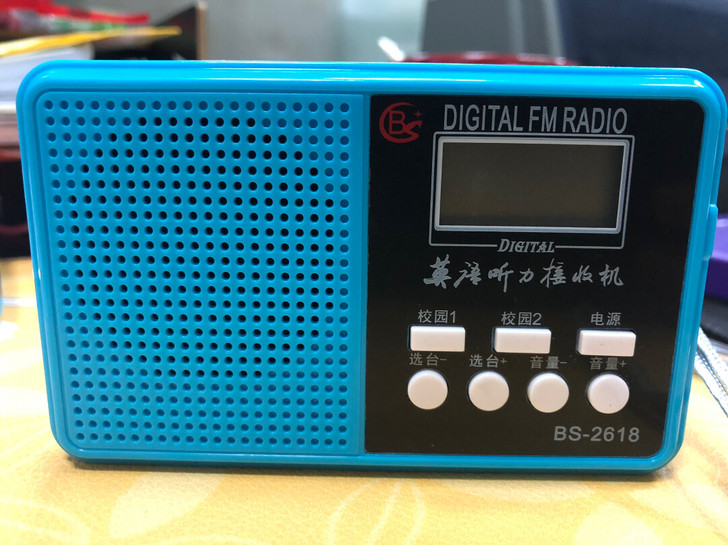 B
DIGITAL FM RADIO
DIGITAL
英语听力接收机
校园1 校园2 电源
选台- 选台+ 音量- 音量+
BS-2618